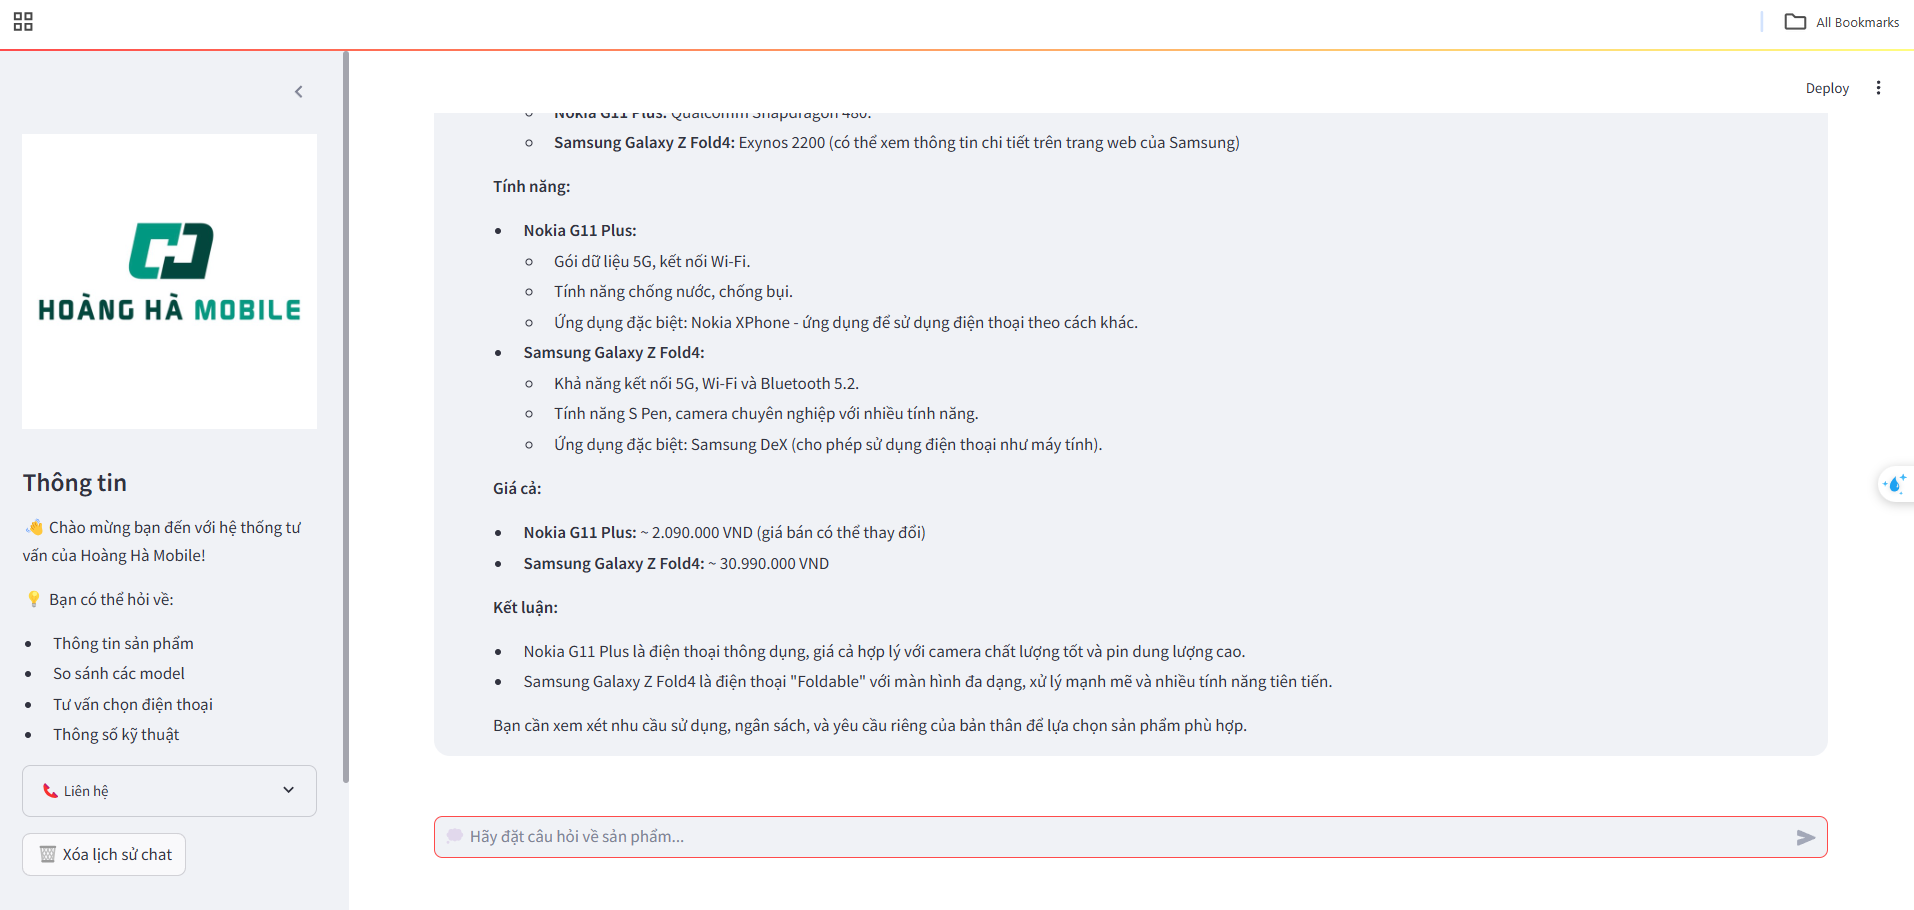 All Bookmarks
Deploy
HOÀNG HÀ MOBILE
Thông tin
👋 Chào mừng bạn đến với hệ thống tư
vấn của Hoàng Hà Mobile!
💡 Bạn có thể hỏi về:
Thông tin sản phẩm
So sánh các model
Tư vấn chọn điện thoại
Thông số kỹ thuật
📞 Liên hệ
🗑️ Xóa lịch sử chat
Nokia G11 Plus: Qualcomm Snapdragon 480.
Samsung Galaxy Z Fold4: Exynos 2200 (có thể xem thông tin chi tiết trên trang web của Samsung)
Tính năng:
Nokia G11 Plus:
Gói dữ liệu 5G, kết nối Wi-Fi.
Tính năng chống nước, chống bụi.
Ứng dụng đặc biệt: Nokia XPhone - ứng dụng để sử dụng điện thoại theo cách khác.
Samsung Galaxy Z Fold4:
Khả năng kết nối 5G, Wi-Fi và Bluetooth 5.2.
Tính năng S Pen, camera chuyên nghiệp với nhiều tính năng.
Ứng dụng đặc biệt: Samsung DeX (cho phép sử dụng điện thoại như máy tính).
Giá cả:
Nokia G11 Plus: ~ 2.090.000 VND (giá bán có thể thay đổi)
Samsung Galaxy Z Fold4: ~ 30.990.000 VND
Kết luận:
Nokia G11 Plus là điện thoại thông dụng, giá cả hợp lý với camera chất lượng tốt và pin dung lượng cao.
Samsung Galaxy Z Fold4 là điện thoại "Foldable" với màn hình đa dạng, xử lý mạnh mẽ và nhiều tính năng tiên tiến.
Bạn cần xem xét nhu cầu sử dụng, ngân sách, và yêu cầu riêng của bản thân để lựa chọn sản phẩm phù hợp.
💭 Hãy đặt câu hỏi về sản phẩm...